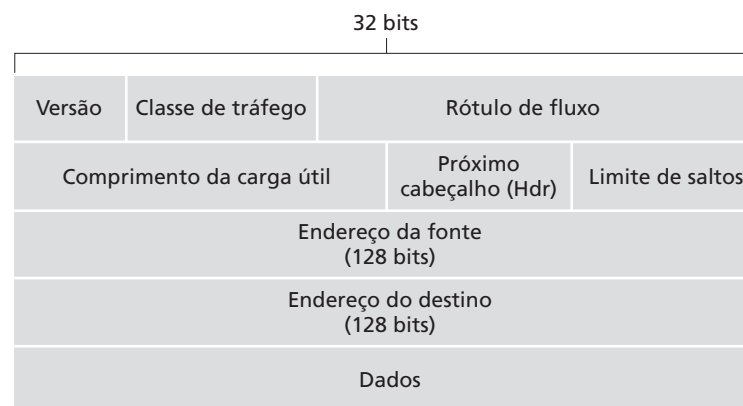 32 bits
Versão
Classe de tráfego
Rótulo de fluxo
Comprimento da carga útil
Próximo
cabeçalho (Hdr)
Limite de saltos
Endereço da fonte
(128 bits)
Endereço do destino
(128 bits)
Dados